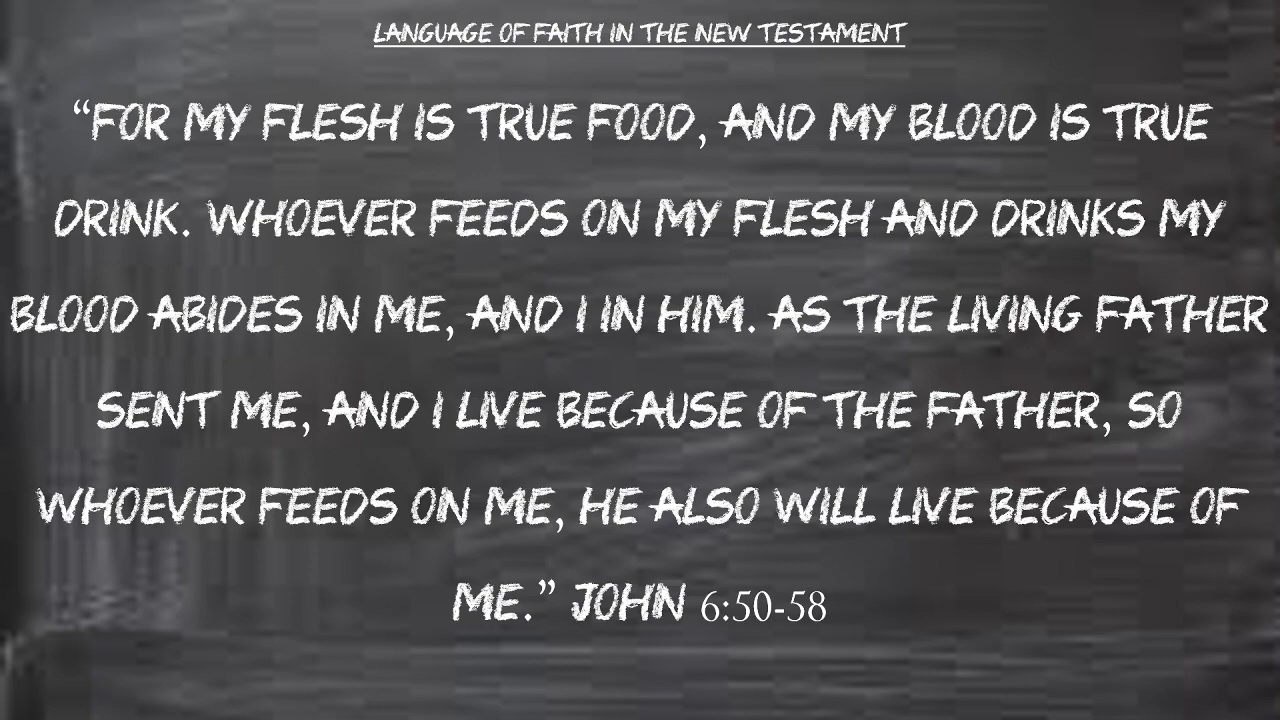 LANGUAGE OF FAITH IN THE NEW TESTAMENT
“FOR MY FLESH IS TRUE FOOD, AND MY BLOOD IS TRUE
DRINK. WHOEVER FEEDS ON MY FLESH AND DRINKS MY
BLOOD ABIDES IN ME, AND I IN HIM. AS THE LIVING FATHER
SENT ME, AND I LIVE BECAUSE OF THE FATHER, SO
WHOEVER FEEDS ON ME, HE ALSO WILL LIVE BECAUSE OF
ME.” JOHN 6:50-58